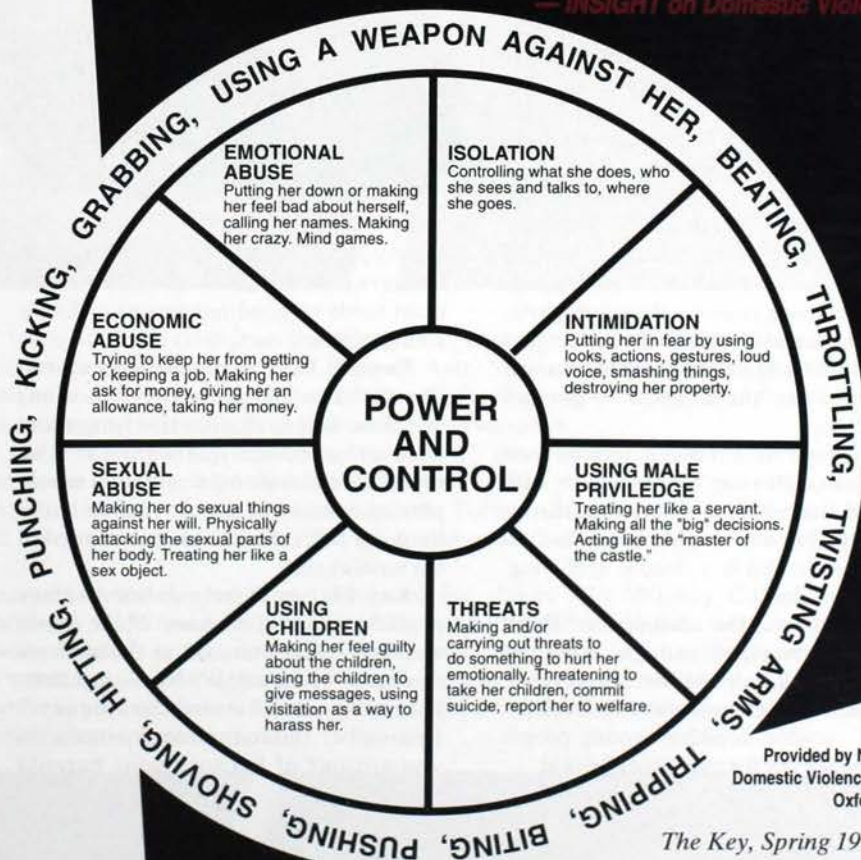 — INSIGHT on Domestic
PUNCHING, KICKING, GRABBING, USING A WEAPON AGAINST HER, BEATING, THROTTLING, TWISTING ARMS, TRIPPING, BITING, PUSHING, SHOVING, HITTING,
EMOTIONAL
ABUSE
Putting her down or making
her feel bad about herself,
calling her names. Making
her crazy. Mind games.
ISOLATION
Controlling what she does, who
she sees and talks to, where
she goes.
ECONOMIC
ABUSE
Trying to keep her from getting
or keeping a job. Making her
ask for money, giving her an
allowance, taking her money.
INTIMIDATION
Putting her in fear by using
looks, actions, gestures, loud
voice, smashing things,
destroying her property.
POWER
AND
CONTROL
SEXUAL
ABUSE
Making her do sexual things
against her will. Physically
attacking the sexual parts of
her body. Treating her like a
sex object.
USING MALE
PRIVILEDGE
Treating her like a servant.
Making all the "big" decisions.
Acting like the "master of
the castle."
USING
CHILDREN
Making her feel guilty
about the children,
using the children to
give messages, using
visitation as a way to
harass her.
THREATS
Making and/or
carrying out threats to
do something to hurt her
emotionally. Threatening to
take her children, commit
suicide, report her to welfare.
Provided by
Domestic Violence
The Key, Spring 19